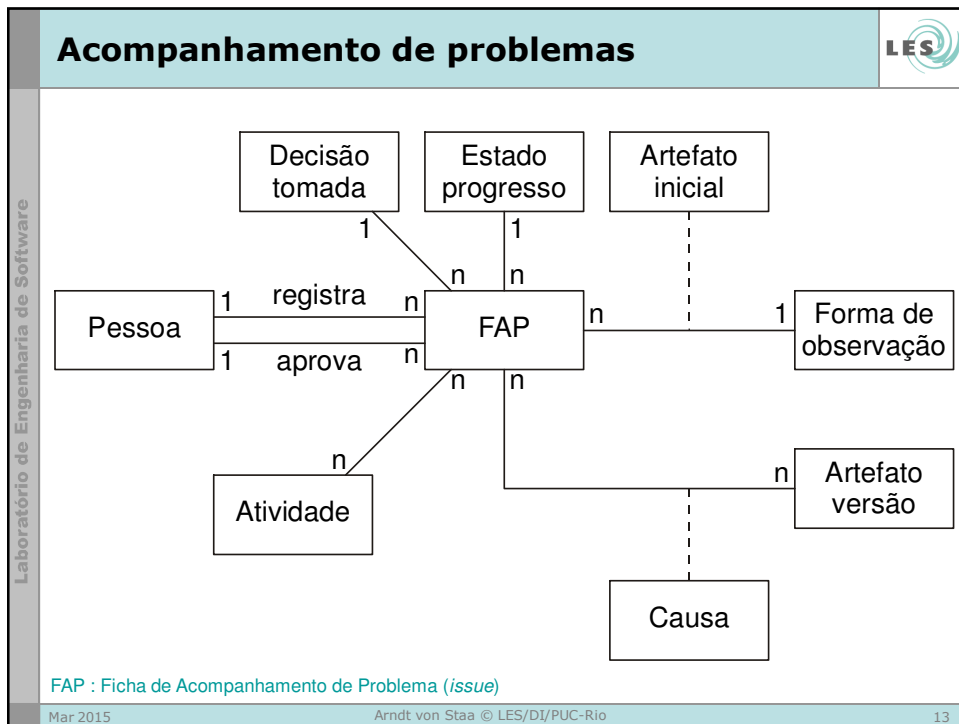 Acompanhamento de problemas
LES
Laboratório de Engenharia de Software
Decisão
tomada
Estado
progresso
Artefato
inicial
1
1
n
n
Pessoa
1
registra
n
FAP
n
1
Forma de
observação
1
aprova
n
n
n
n
Atividade
n
Artefato
versão
Causa
FAP : Ficha de Acompanhamento de Problema (issue)
Mar 2015
Arndt von Staa © LES/DI/PUC-Rio
13